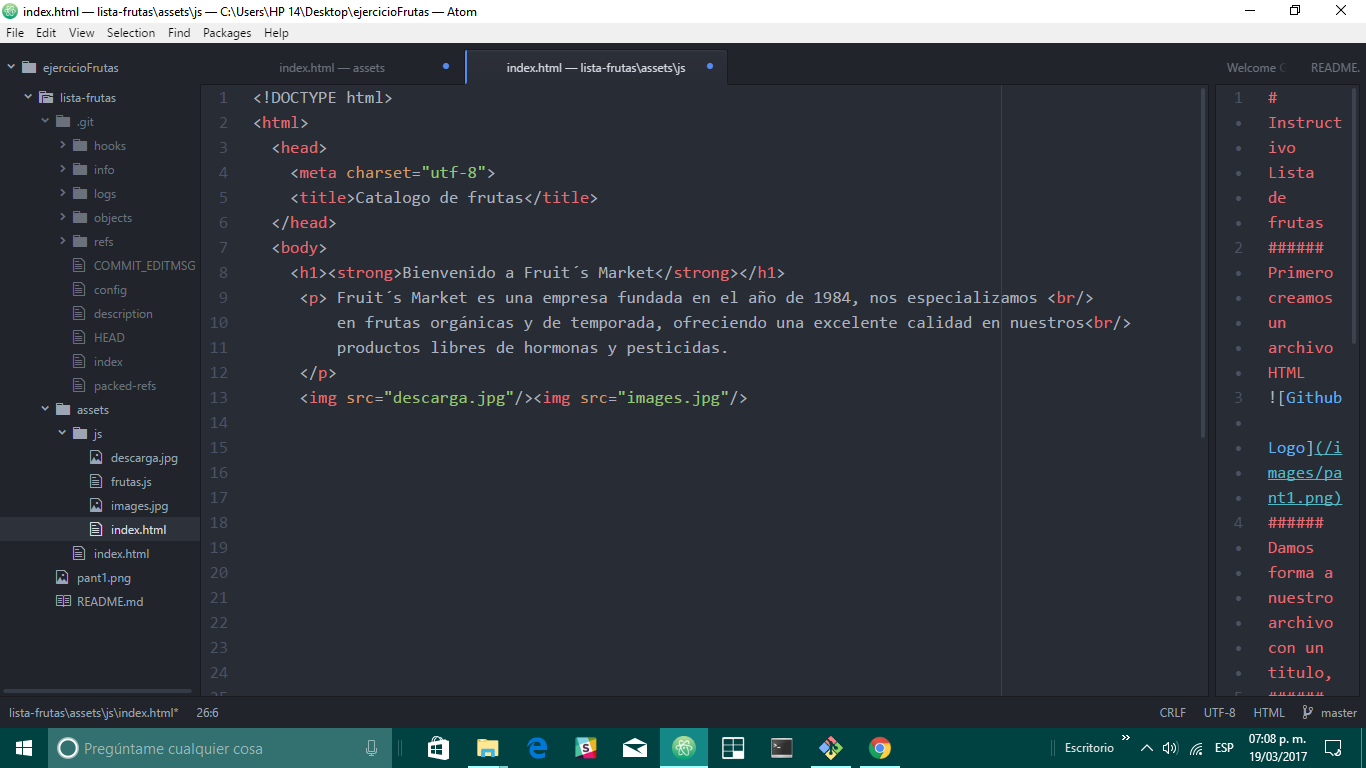 index.html — lista-frutas\assets\js — C:\Users\HP 14\Desktop\ejercicioFrutas — Atom
File Edit View Selection Find Packages Help
ejercicioFrutas
lista-frutas
.git
hooks
info
logs
objects
refs
COMMIT_EDITMSG
config
description
HEAD
index
packed-refs
assets
js
descarga.jpg
frutas.js
images.jpg
index.html
index.html
pant1.png
README.md
index.html — assets
index.html — lista-frutas\assets\js
Welcome
README.
1 <!DOCTYPE html>
2 <html>
3 <head>
4 <meta charset="utf-8">
5 <title>Catalogo de frutas</title>
6 </head>
7 <body>
8 <h1><strong>Bienvenido a Fruit´s Market</strong></h1>
9 <p> Fruit´s Market es una empresa fundada en el año de 1984, nos especializamos <br/>
10 en frutas orgánicas y de temporada, ofreciendo una excelente calidad en nuestros<br/>
11 productos libres de hormonas y pesticidas.
12 </p>
13 <img src="descarga.jpg"/><img src="images.jpg"/>
14
15
16
17
18
19
20
21
22
23
24
1 #
Instruct
ivo
Lista
de
frutas
2 ######
Primero
creamos
un
archivo
HTML
3 ![Github
Logo](/i
mages/pa
nt1.png)
4 ######
Damos
forma a
nuestro
archivo
con un
titulo,
lista-frutas\assets\js\index.html* 26:6
CRLF UTF-8 HTML master
Pregúntame cualquier cosa
Escritorio
ESP
07:08 p. m.
19/03/2017